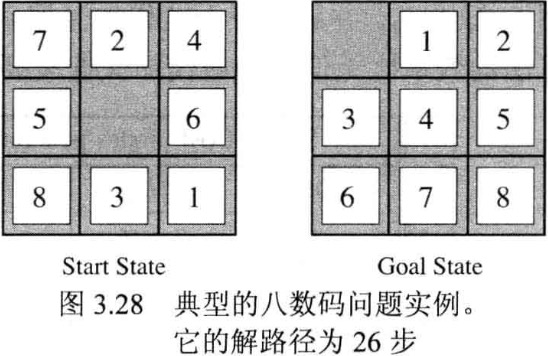 7 2 4 1 2
5 6 3 4 5
8 3 1 6 7 8
Start State Goal State
图 3.28 典型的八数码问题实例。
它的解路径为 26 步